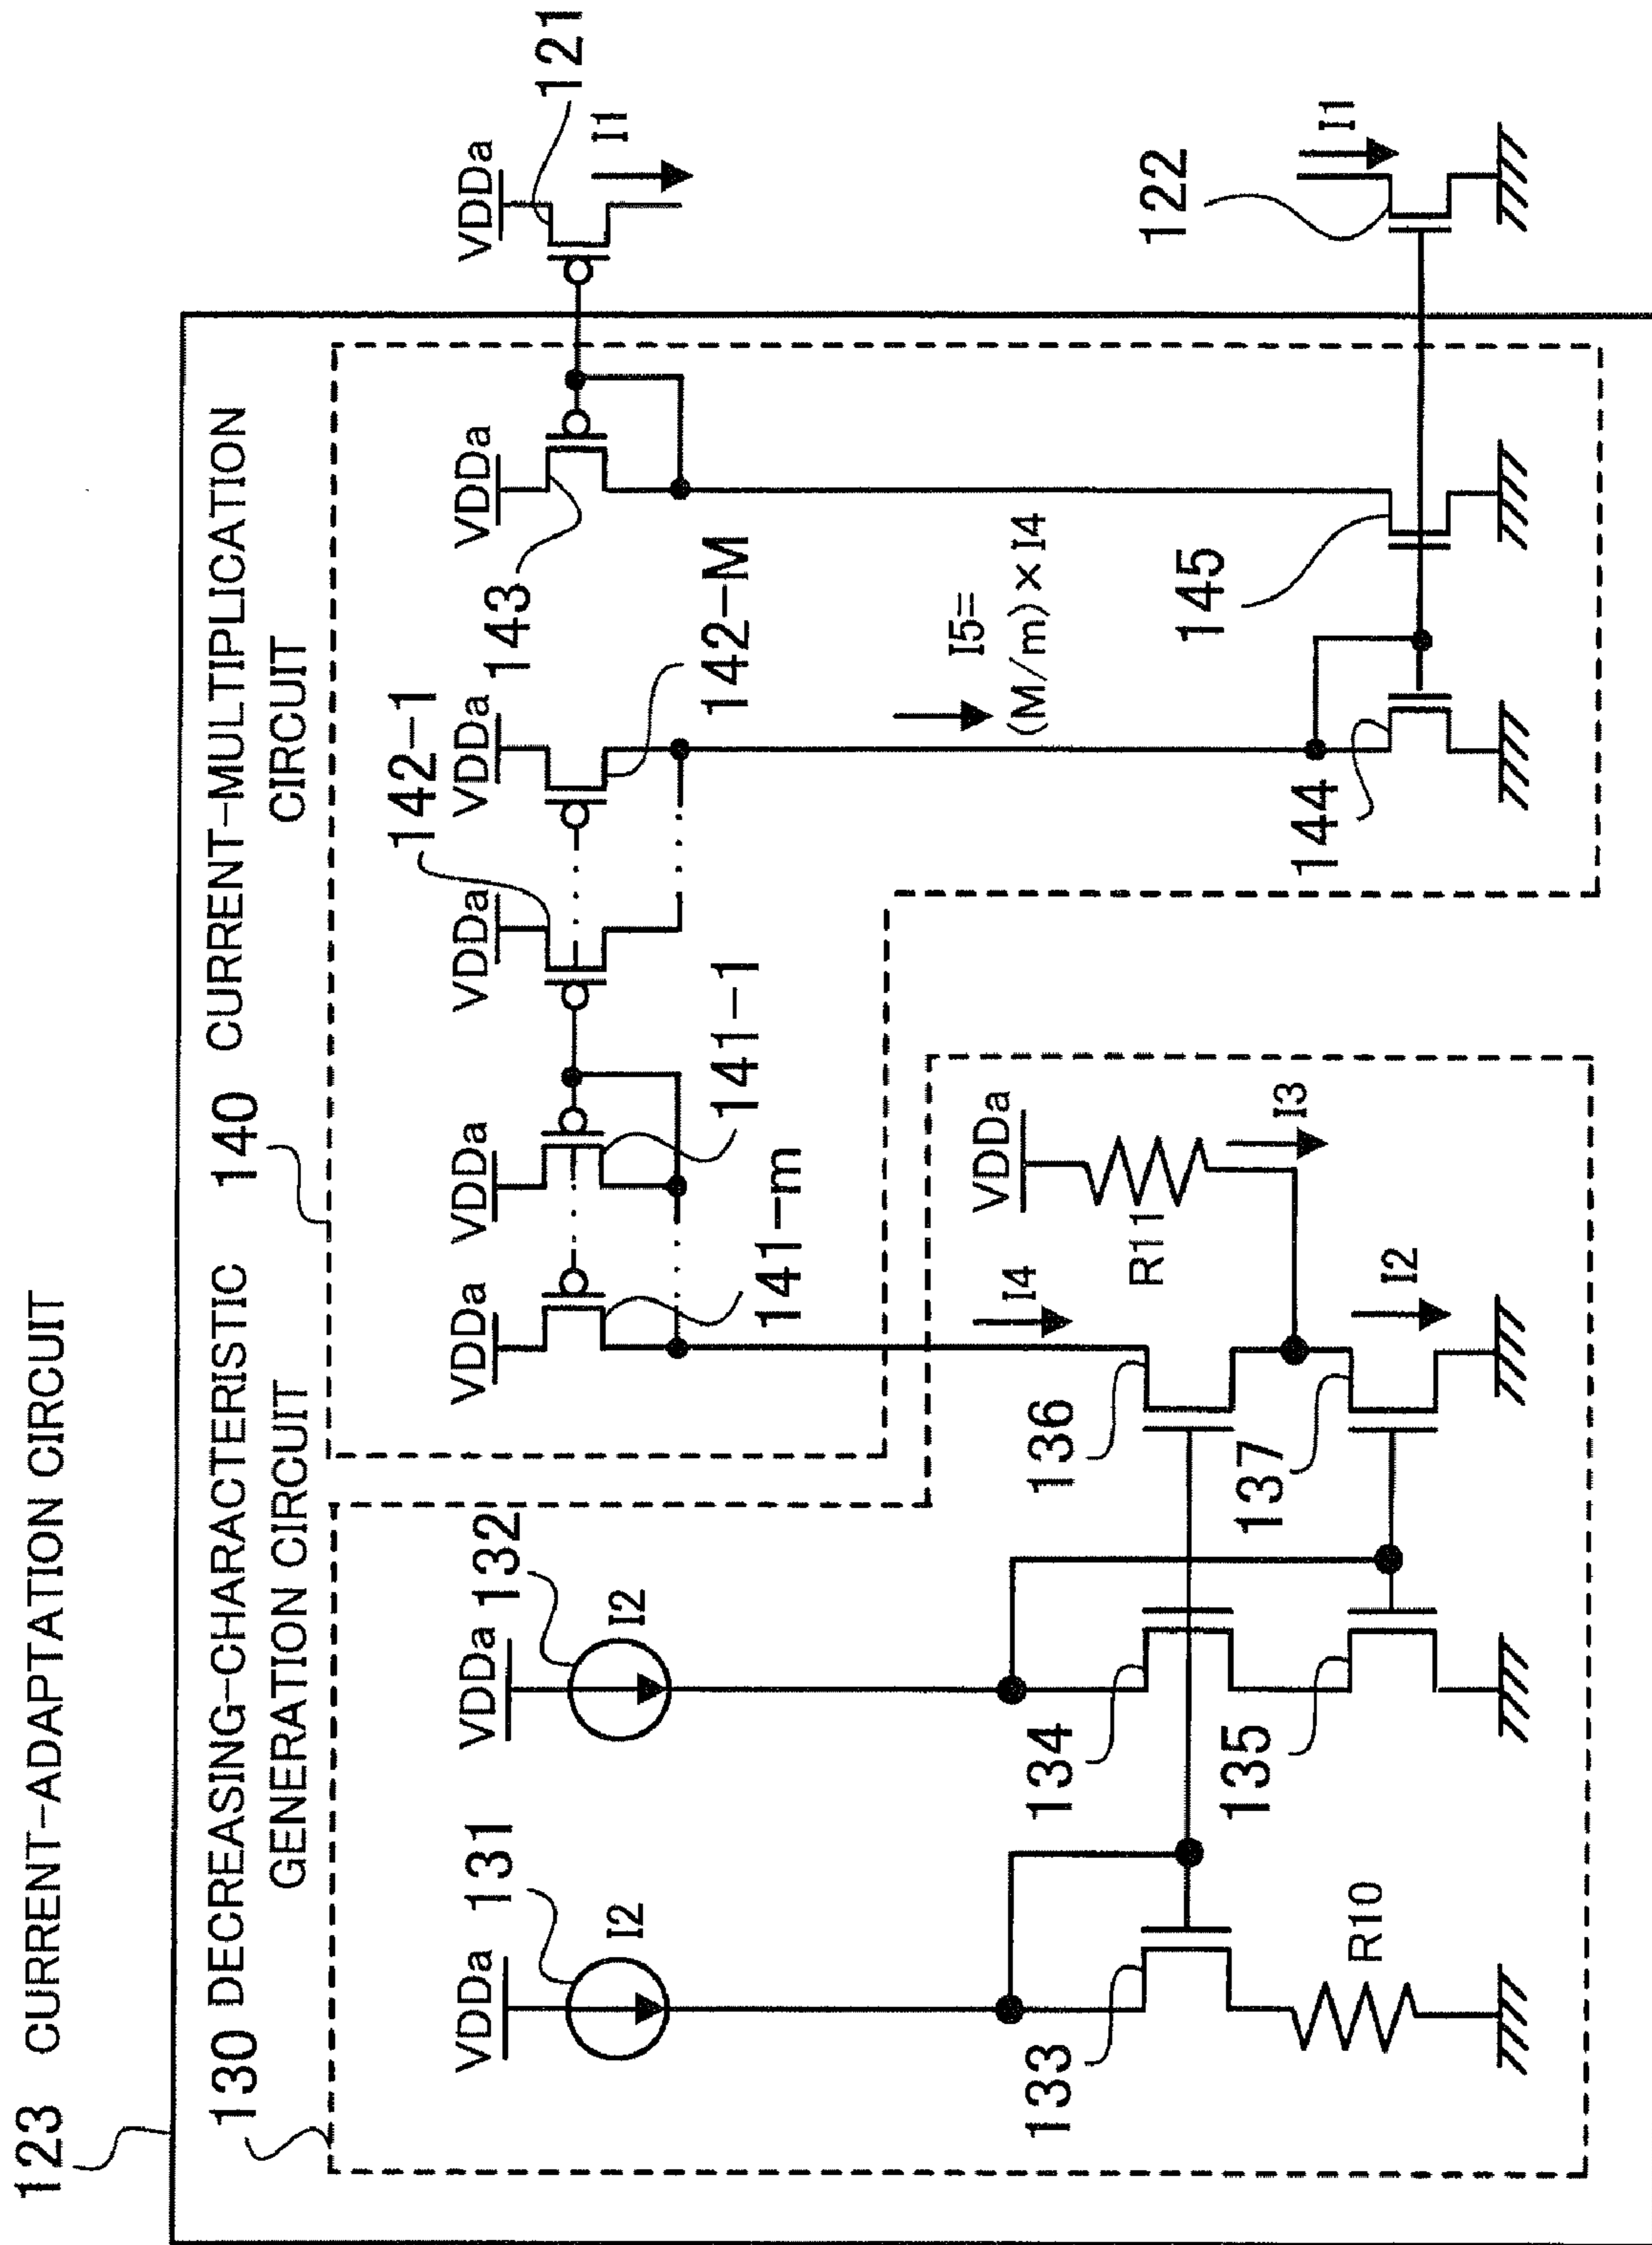 123 CURRENT-ADAPTATION CIRCUIT
130 DECREASING-CHARACTERISTIC
GENERATION CIRCUIT
140 CURRENT-MULTIPLICATION
CIRCUIT
VDDa
131
I2
VDDa
132
I2
VDDa
141-m
VDDa
141-1
VDDa
142-1
VDDa
142-M
VDDa
143
VDDa
121
I1
I5=
(M/m)×I4
133
R10
134
135
136
137
I4
I2
VDDa
R11
I3
144
145
122
I1